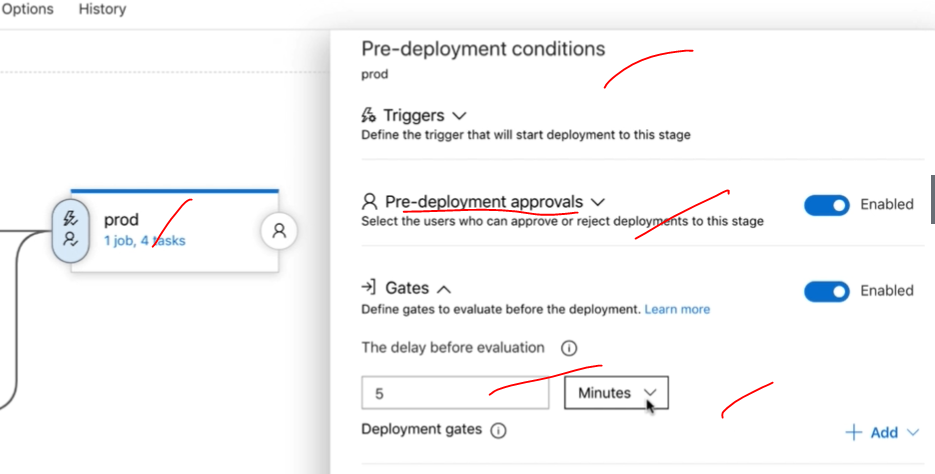 Options History
Pre-deployment conditions
prod
Triggers
Define the trigger that will start deployment to this stage
prod
1 job, 4 tasks
Pre-deployment approvals
Enabled
Select the users who can approve or reject deployments to this stage
Gates
Enabled
Define gates to evaluate before the deployment. Learn more
The delay before evaluation
5 Minutes
Deployment gates
Add